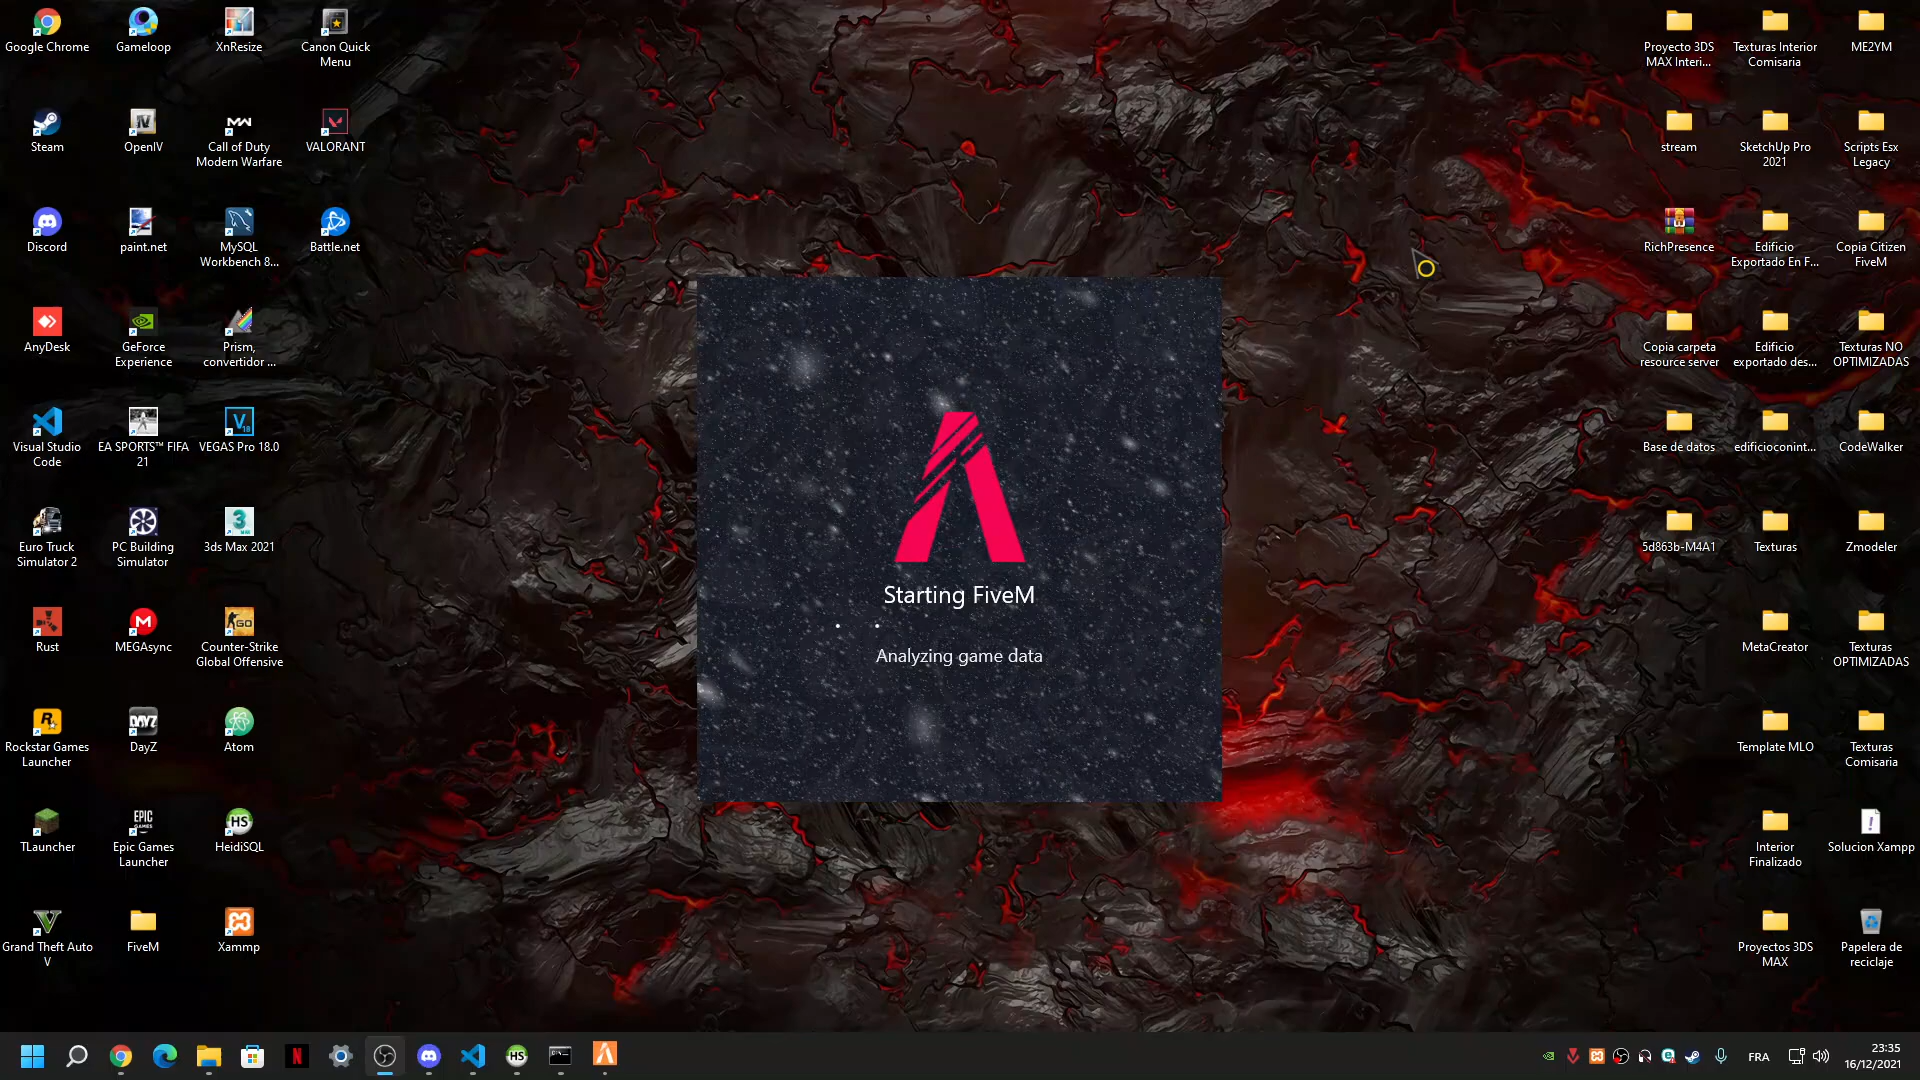 Google Chrome
Gameloop
XnResize
Canon Quick
Menu
Steam
OpenIV
Call of Duty
Modern Warfare
VALORANT
Discord
paint.net
MySQL
Workbench 8...
Battle.net
AnyDesk
GeForce
Experience
Prism,
convertidor ...
Visual Studio
Code
EA SPORTS™ FIFA
21
VEGAS Pro 18.0
Euro Truck
Simulator 2
PC Building
Simulator
3ds Max 2021
Rust
MEGAsync
Counter-Strike
Global Offensive
Rockstar Games
Launcher
DayZ
Atom
TLauncher
Epic Games
Launcher
HeidiSQL
Grand Theft Auto
V
FiveM
Xammp
Starting FiveM
Analyzing game data
Proyecto 3DS
MAX Interi...
Texturas Interior
Comisaria
ME2YM
stream
SketchUp Pro
2021
Scripts Esx
Legacy
RichPresence
Edificio
Exportado En F...
Copia Citizen
FiveM
Copia carpeta
resource server
Edificio
exportado des...
Texturas NO
OPTIMIZADAS
Base de datos
edificioconint...
CodeWalker
5d863b-M4A1
Texturas
Zmodeler
MetaCreator
Texturas
OPTIMIZADAS
Template MLO
Texturas
Comisaria
Interior
Finalizado
Solucion Xampp
Proyectos 3DS
MAX
Papelera de
reciclaje
FRA
23:35
16/12/2021